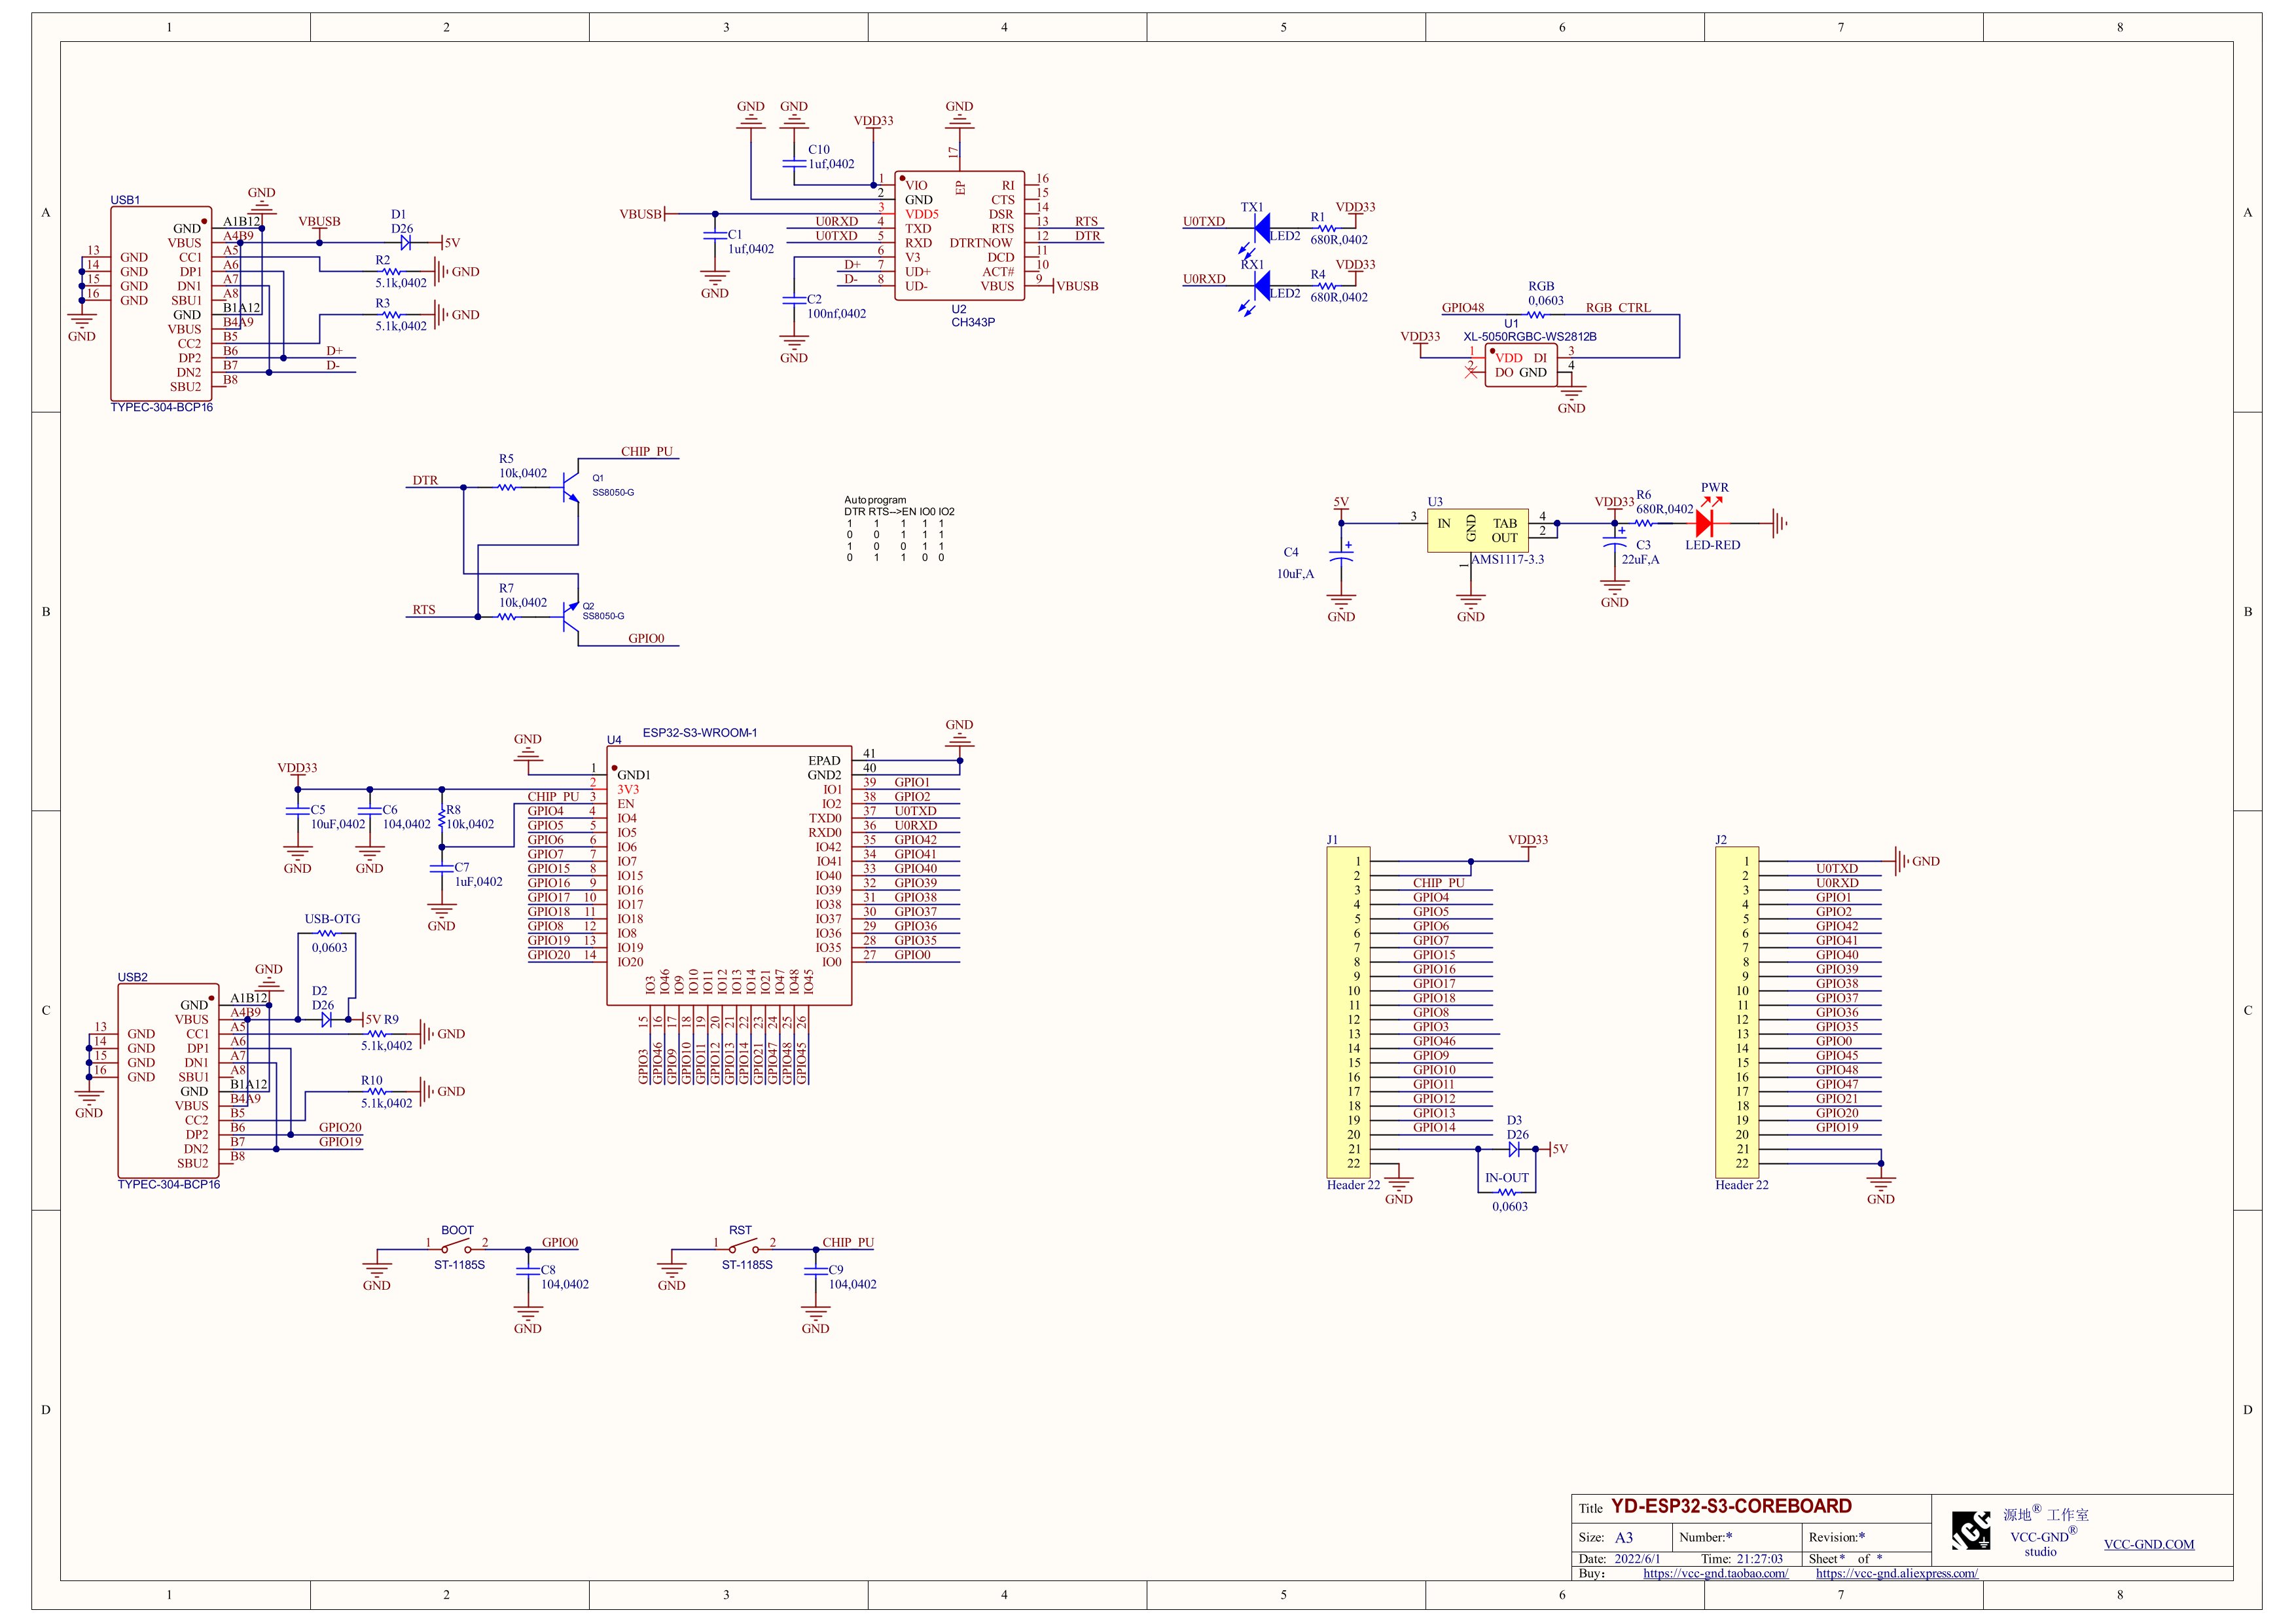 1 2 3 4 5 6 7 8
A
B
C
D
A
B
C
D
USB1
GND
A1B12
GND
VBUS
A4B9
VBUSB
D1
D26
5V
CC1
A5
DP1
A6
R2
5.1k,0402
GND
DN1
A7
SBU1
A8
GND
B1A12
R3
5.1k,0402
GND
VBUS
B4A9
CC2
B5
DP2
B6
D+
DN2
B7
D-
SBU2
B8
13 GND
14 GND
15 GND
16 GND
GND
TYPEC-304-BCP16
GND
GND
VDD33
GND
C10
1uf,0402
17
EP
VBUSB
C1
1uf,0402
GND
U0RXD
U0TXD
D+
D-
C2
100nf,0402
GND
1 VIO RI 16
2 GND CTS 15
3 VDD5 DSR 14
4 TXD RTS 13 RTS
5 RXD DTRTNOW 12 DTR
6 V3 DCD 11
7 UD+ ACT# 10
8 UD- VBUS 9 VBUSB
U2
CH343P
U0TXD
TX1
LED2
R1
680R,0402
VDD33
U0RXD
RX1
LED2
R4
680R,0402
VDD33
RGB
0,0603
GPIO48
RGB_CTRL
U1
XL-5050RGBC-WS2812B
VDD33
1 VDD DI 3
2 DO GND 4
GND
DTR
R5
10k,0402
Q1
SS8050-G
CHIP_PU
RTS
R7
10k,0402
Q2
SS8050-G
GPIO0
Auto program
DTR RTS-->EN IO0 IO2
1 1 1 1 1
0 0 1 1 1
1 0 0 1 1
0 1 1 0 0
5V
C4
10uF,A
GND
U3
3 IN GND TAB 4
OUT 2
1
AMS1117-3.3
GND
VDD33
C3
22uF,A
GND
R6
680R,0402
PWR
LED-RED
VDD33
C5
10uF,0402
GND
C6
104,0402
GND
R8
10k,0402
C7
1uF,0402
GND
GND
U4
ESP32-S3-WROOM-1
GND
1 GND1
2 3V3
CHIP_PU 3 EN
GPIO4 4 IO4
GPIO5 5 IO5
GPIO6 6 IO6
GPIO7 7 IO7
GPIO15 8 IO15
GPIO16 9 IO16
GPIO17 10 IO17
GPIO18 11 IO18
GPIO8 12 IO8
GPIO19 13 IO19
GPIO20 14 IO20
EPAD 41
GND2 40
IO1 39 GPIO1
IO2 38 GPIO2
TXD0 37 U0TXD
RXD0 36 U0RXD
IO42 35 GPIO42
IO41 34 GPIO41
IO40 33 GPIO40
IO39 32 GPIO39
IO38 31 GPIO38
IO37 30 GPIO37
IO36 29 GPIO36
IO35 28 GPIO35
IO0 27 GPIO0
IO3 IO46 IO9 IO10 IO11 IO12 IO13 IO14 IO21 IO47 IO48 IO45
15 16 17 18 19 20 21 22 23 24 25 26
GPIO3 GPIO46 GPIO9 GPIO10 GPIO11 GPIO12 GPIO13 GPIO14 GPIO21 GPIO47 GPIO48 GPIO45
USB-OTG
0,0603
USB2
GND
GND
A1B12
VBUS
A4B9
D2
D26
5V
CC1
A5
R9
5.1k,0402
GND
DP1
A6
DN1
A7
SBU1
A8
GND
B1A12
R10
5.1k,0402
GND
VBUS
B4A9
CC2
B5
DP2
B6
GPIO20
DN2
B7
GPIO19
SBU2
B8
13 GND
14 GND
15 GND
16 GND
GND
TYPEC-304-BCP16
BOOT
1 2
GPIO0
ST-1185S
GND
C8
104,0402
GND
RST
1 2
CHIP_PU
ST-1185S
GND
C9
104,0402
GND
J1
VDD33
1
2
3 CHIP_PU
4 GPIO4
5 GPIO5
6 GPIO6
7 GPIO7
8 GPIO15
9 GPIO16
10 GPIO17
11 GPIO18
12 GPIO8
13 GPIO3
14 GPIO46
15 GPIO9
16 GPIO10
17 GPIO11
18 GPIO12
19 GPIO13
20 GPIO14
21
22
Header 22
GND
D3
D26
5V
IN-OUT
0,0603
J2
1 GND
2 U0TXD
3 U0RXD
4 GPIO1
5 GPIO2
6 GPIO42
7 GPIO41
8 GPIO40
9 GPIO39
10 GPIO38
11 GPIO37
12 GPIO36
13 GPIO35
14 GPIO0
15 GPIO45
16 GPIO48
17 GPIO47
18 GPIO21
19 GPIO20
20 GPIO19
21
22
Header 22
GND
Title YD-ESP32-S3-COREBOARD
Size: A3 Number:* Revision:*
Date: 2022/6/1 Time: 21:27:03 Sheet * of *
Buy: https://vcc-gnd.taobao.com/ https://vcc-gnd.aliexpress.com/
VCC
源地® 工作室
VCC-GND®
studio
VCC-GND.COM
1 2 3 4 5 6 7 8